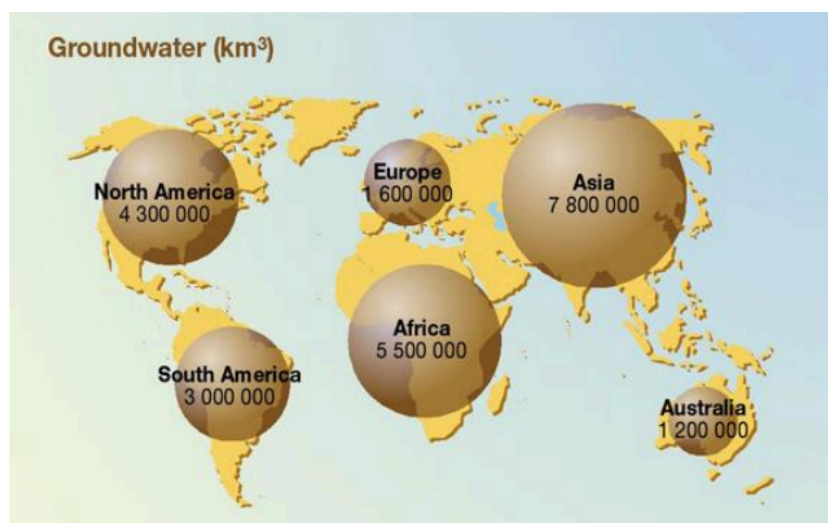 Groundwater (km³)
North America
4 300 000
Europe
1 600 000
Asia
7 800 000
Africa
5 500 000
South America
3 000 000
Australia
1 200 000